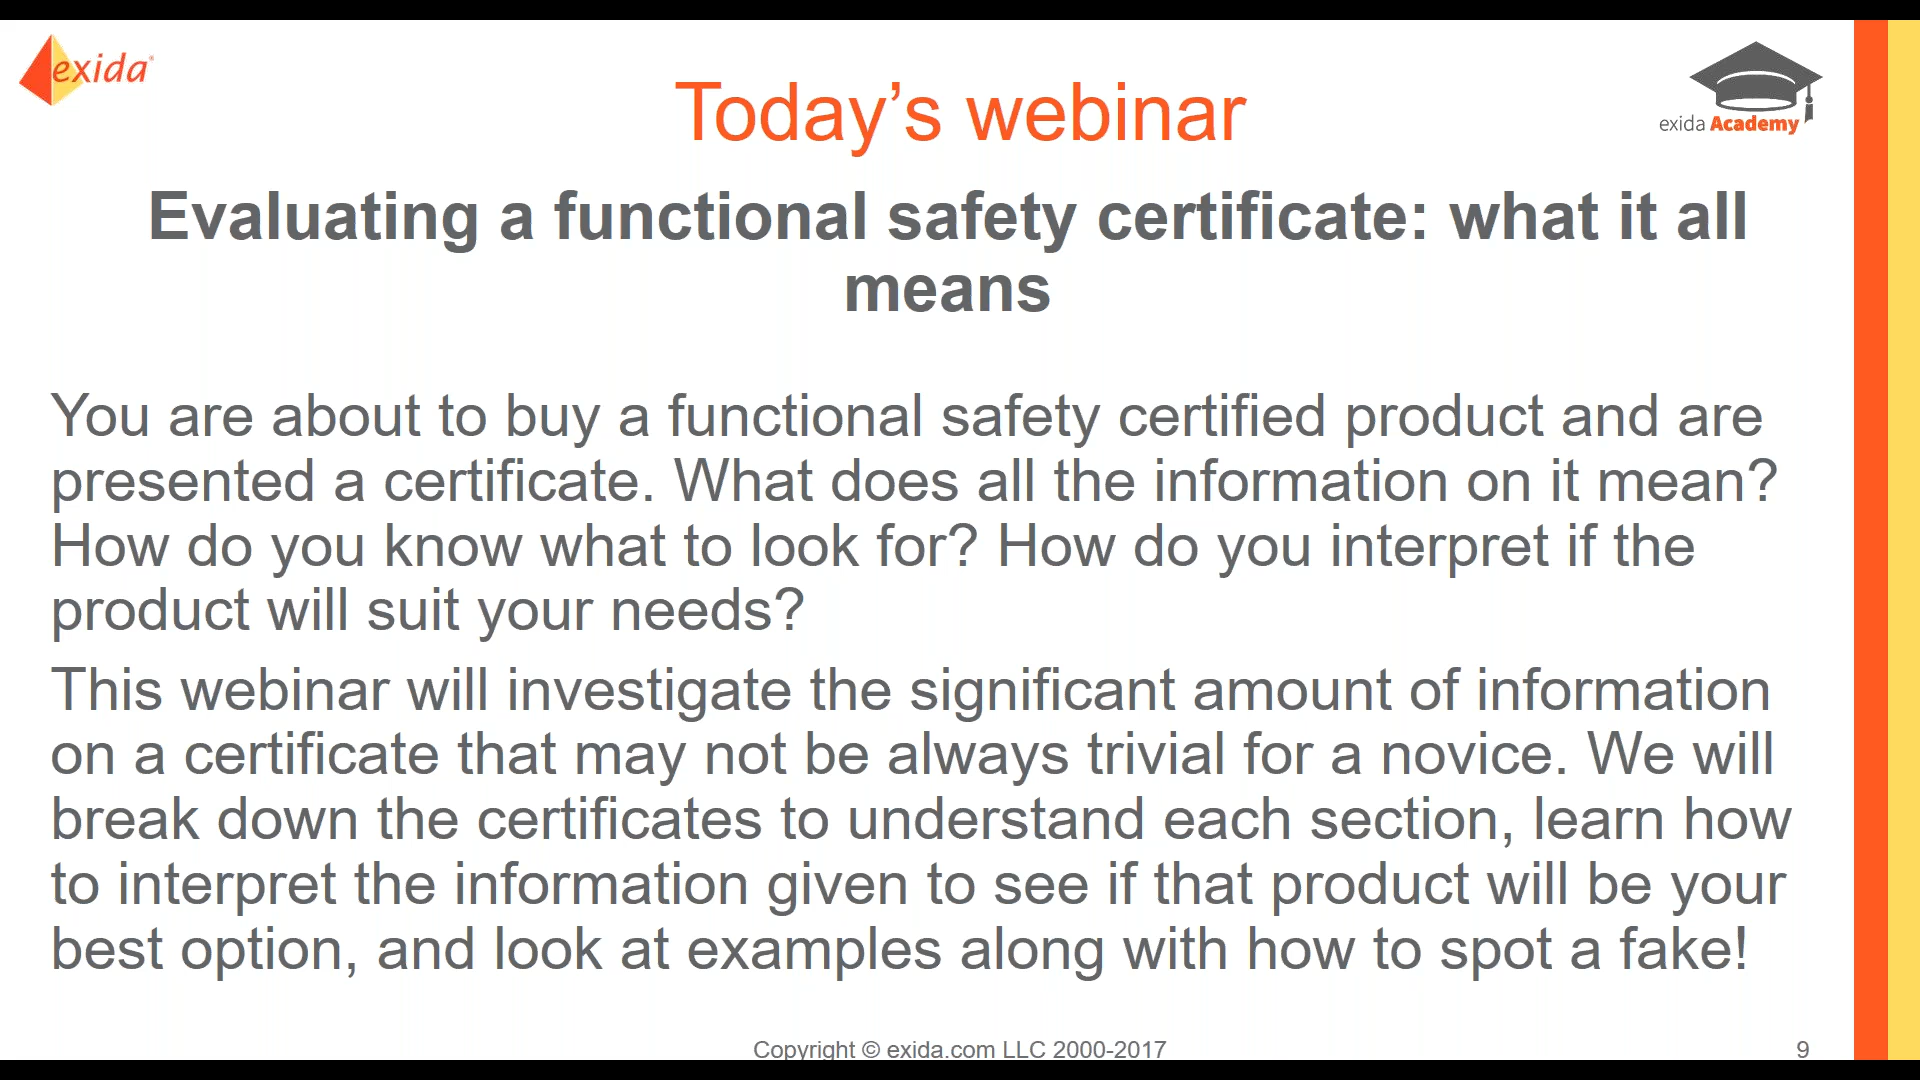 exida
Today’s webinar
exida Academy
Evaluating a functional safety certificate: what it all
means
You are about to buy a functional safety certified product and are
presented a certificate. What does all the information on it mean?
How do you know what to look for? How do you interpret if the
product will suit your needs?
This webinar will investigate the significant amount of information
on a certificate that may not be always trivial for a novice. We will
break down the certificates to understand each section, learn how
to interpret the information given to see if that product will be your
best option, and look at examples along with how to spot a fake!
Copyright © exida.com LLC 2000-2017
9